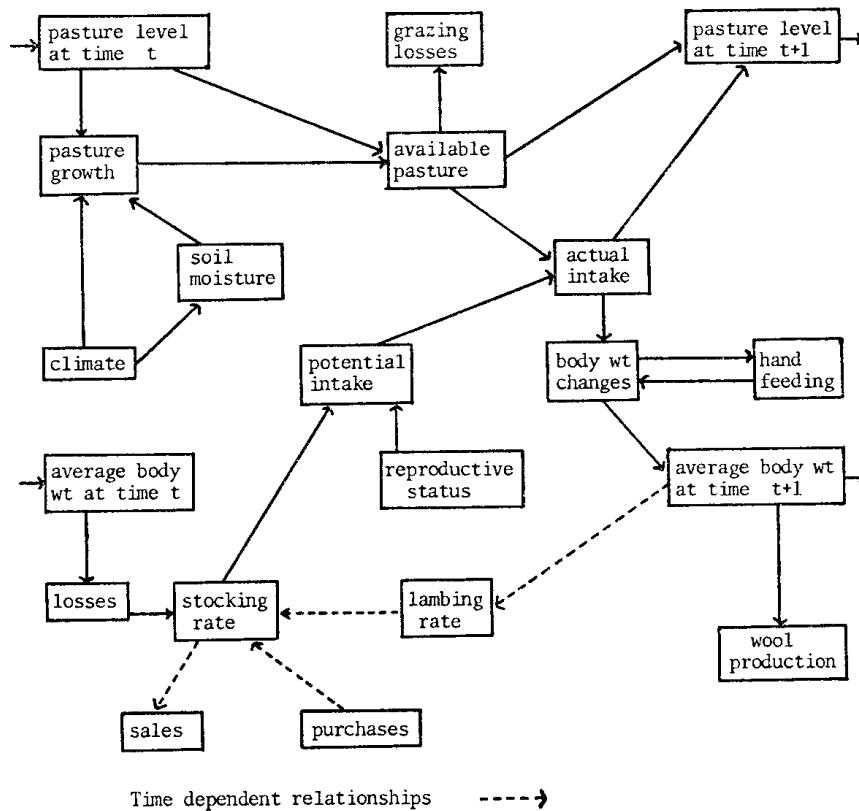 pasture level
at time t
grazing
losses
pasture level
at time t+1
pasture
growth
available
pasture
soil
moisture
actual
intake
climate
potential
intake
body wt
changes
hand
feeding
average body
wt at time t
reproductive
status
average body wt
at time t+1
losses
stocking
rate
lambing
rate
wool
production
sales
purchases
Time dependent relationships